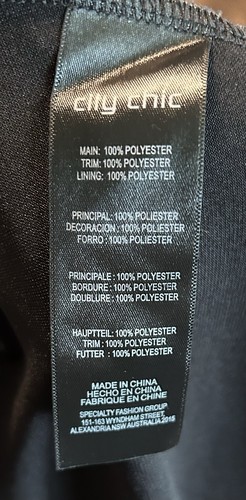 city chic
MAIN: 100% POLYESTER
TRIM: 100% POLYESTER
LINING: 100% POLYESTER
PRINCIPAL: 100% POLIESTER
DECORACION: 100% POLIESTER
FORRO : 100% POLIESTER
PRINCIPALE : 100% POLYESTER
BORDURE : 100% POLYESTER
DOUBLURE : 100% POLYESTER
HAUPTTEIL: 100% POLYESTER
TRIM : 100% POLYESTER
FUTTER : 100% POLYESTER
MADE IN CHINA
HECHO EN CHINA
FABRIQUE EN CHINE
SPECIALTY FASHION GROUP
151-163 WYNDHAM STREET,
ALEXANDRIA NSW AUSTRALIA 2015